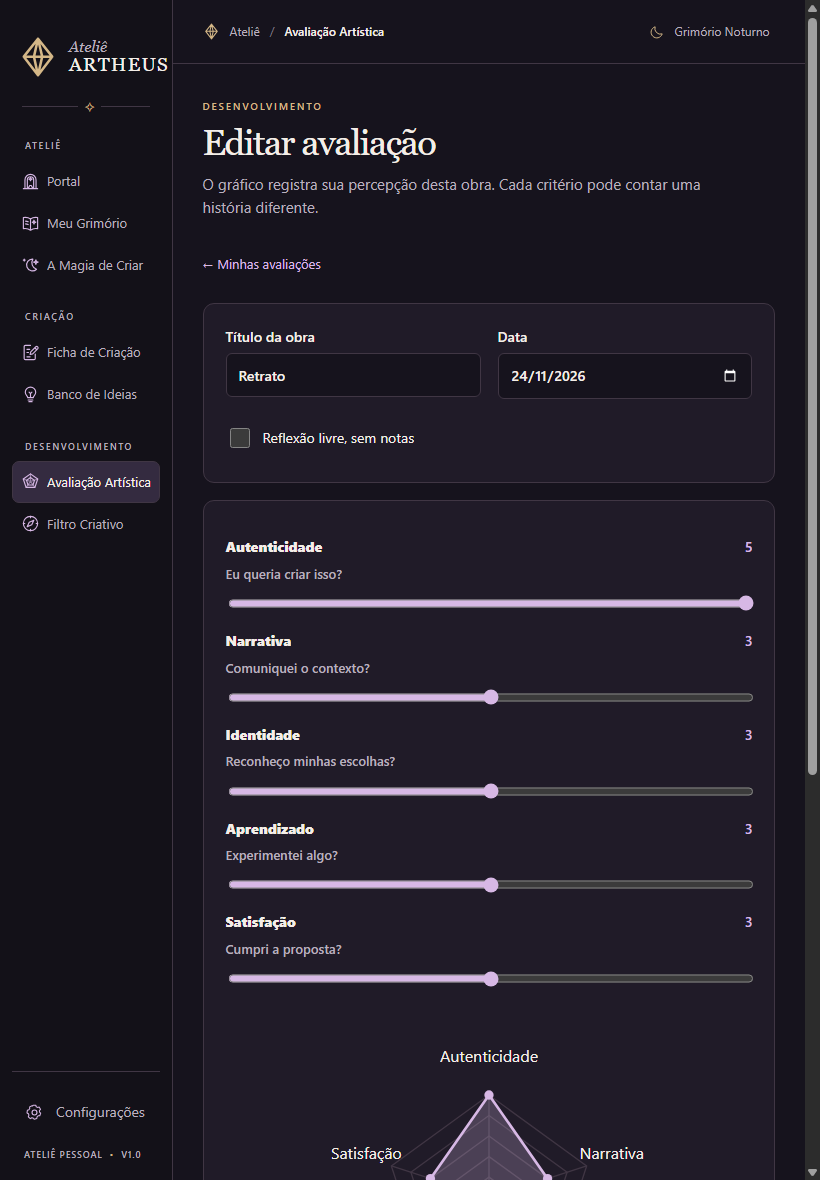 Ateliê
ARTHEUS
ATELIÊ
Portal
Meu Grimório
A Magia de Criar
CRIAÇÃO
Ficha de Criação
Banco de Ideias
DESENVOLVIMENTO
Avaliação Artística
Filtro Criativo
Configurações
ATELIÊ PESSOAL • V1.0
Ateliê / Avaliação Artística
Grimório Noturno
DESENVOLVIMENTO
Editar avaliação
O gráfico registra sua percepção desta obra. Cada critério pode contar uma
história diferente.
← Minhas avaliações
Título da obra
Data
Retrato
24/11/2026
Reflexão livre, sem notas
Autenticidade 5
Eu queria criar isso?
Narrativa 3
Comuniquei o contexto?
Identidade 3
Reconheço minhas escolhas?
Aprendizado 3
Experimentei algo?
Satisfação 3
Cumpri a proposta?
Autenticidade
Satisfação
Narrativa